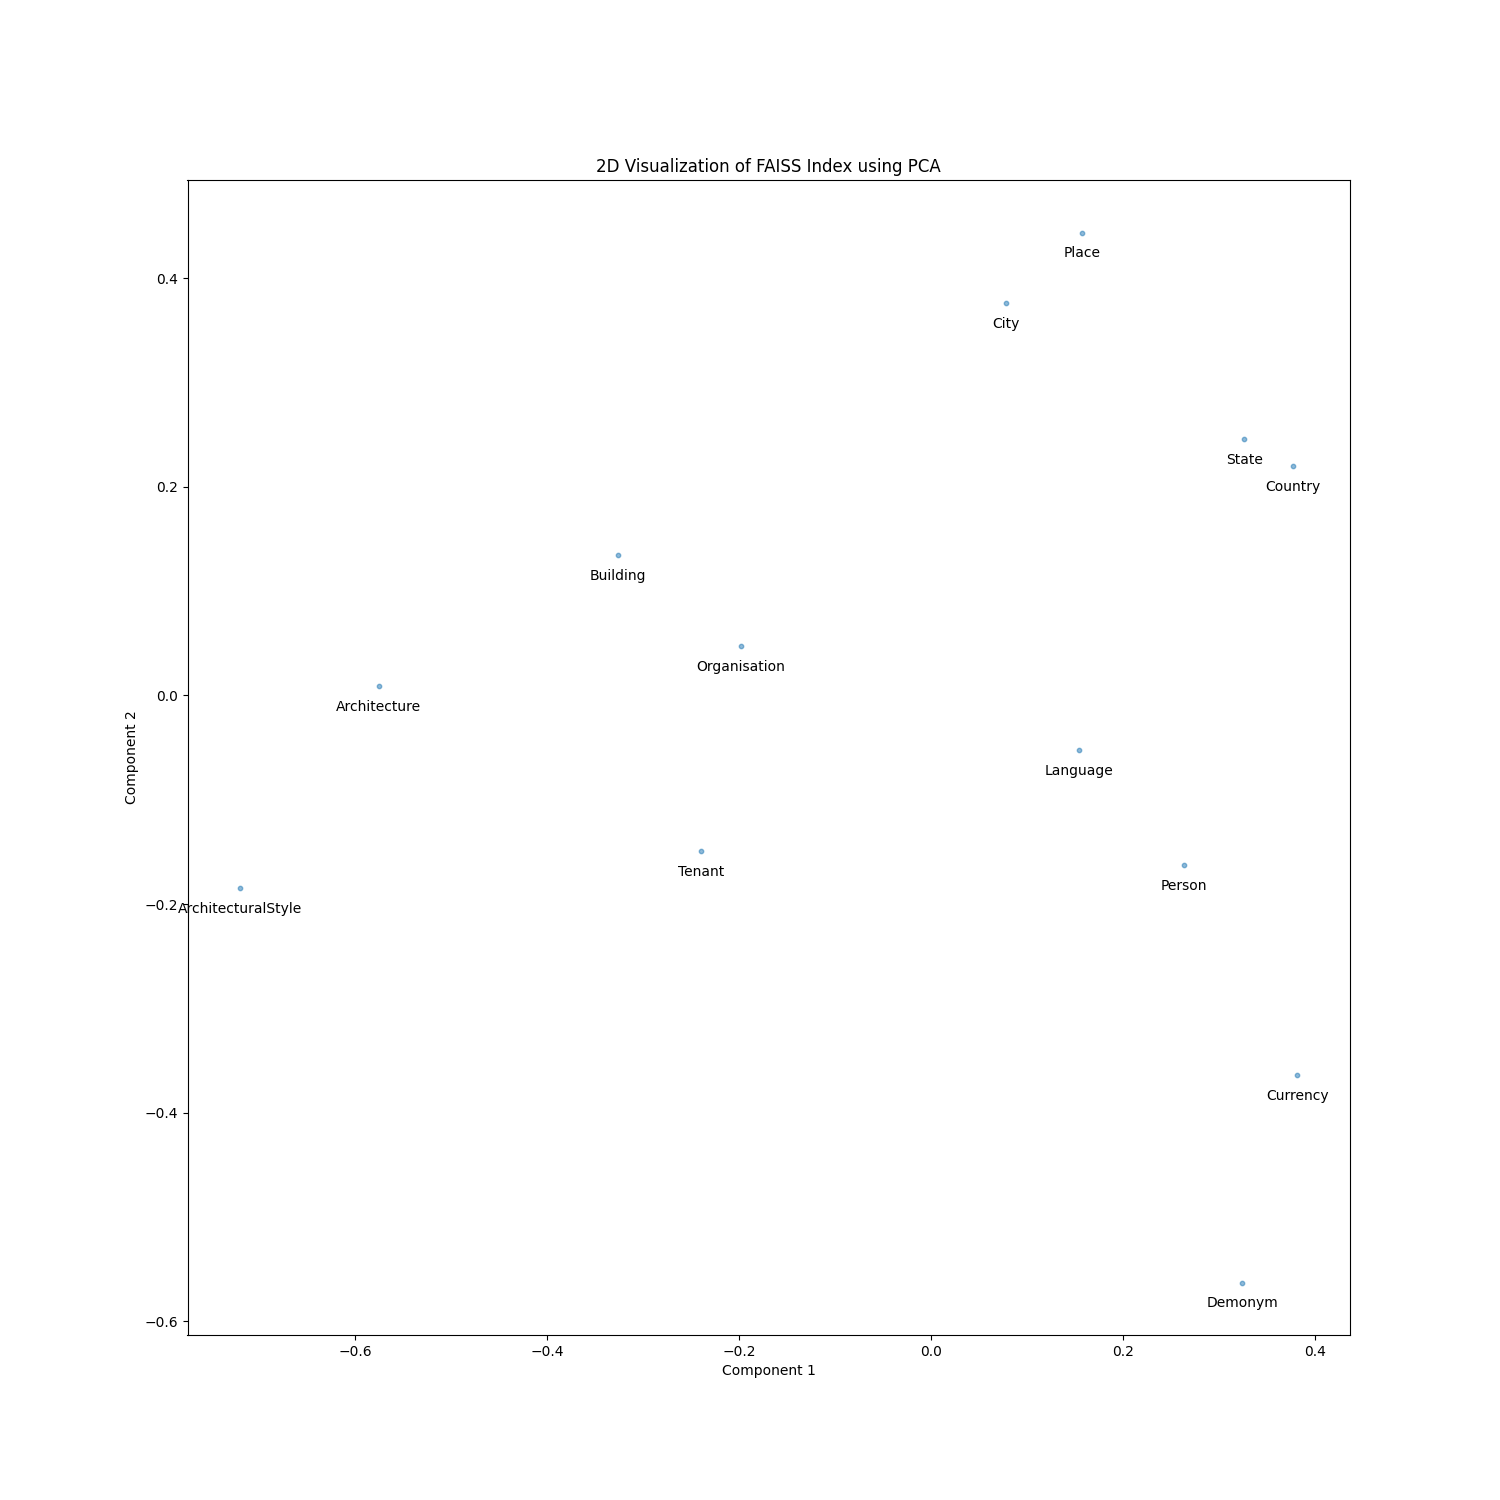 2D Visualization of FAISS Index using PCA
Place
City
State
Country
Building
Organisation
Architecture
Language
Tenant
Person
ArchitecturalStyle
Currency
Demonym
0.4
0.2
0.0
−0.2
−0.4
−0.6
Component 2
−0.6
−0.4
−0.2
0.0
0.2
0.4
Component 1